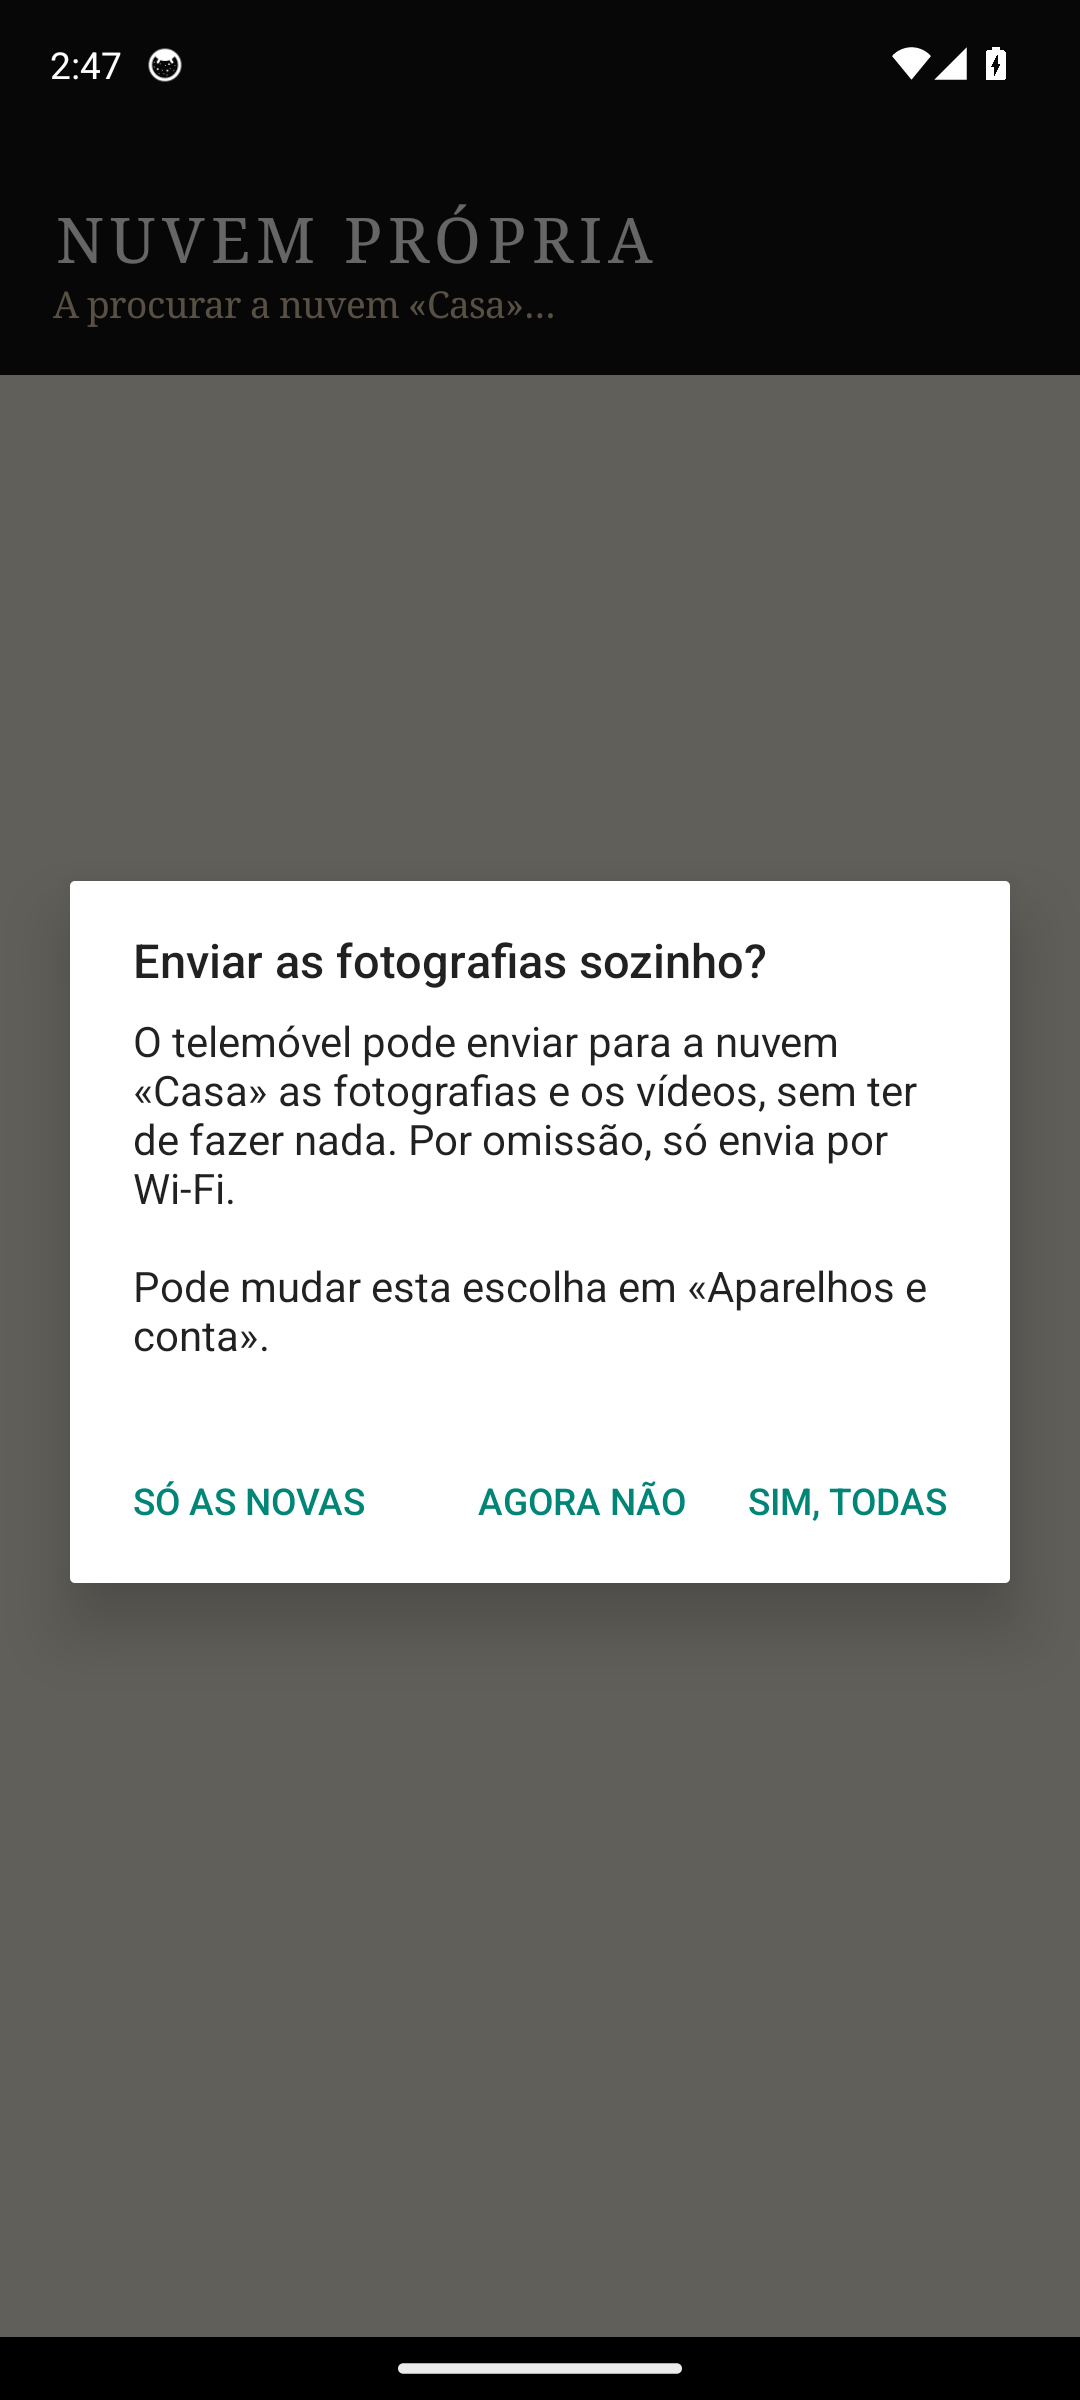 2:47
NUVEM PRÓPRIA
A procurar a nuvem «Casa»...
Enviar as fotografias sozinho?
O telemóvel pode enviar para a nuvem
«Casa» as fotografias e os vídeos, sem ter
de fazer nada. Por omissão, só envia por
Wi-Fi.
Pode mudar esta escolha em «Aparelhos e
conta».
SÓ AS NOVAS
AGORA NÃO
SIM, TODAS